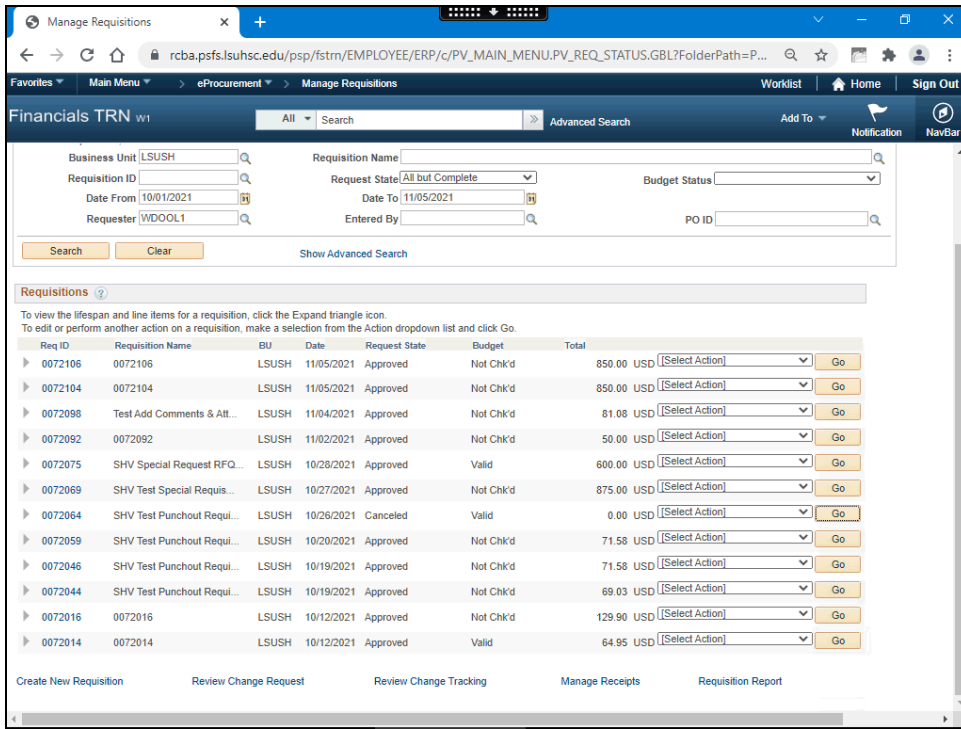 Manage Requisitions
rcba.psfs.lsuhsc.edu/psp/fstrn/EMPLOYEE/ERP/c/PV_MAIN_MENU.PV_REQ_STATUS.GBL?FolderPath=P...
Favorites Main Menu > eProcurement > Manage Requisitions Worklist Home Sign Out
Financials TRN W1 All Search >> Advanced Search Add To Notification NavBar
Business Unit LSUSH Requisition Name
Requisition ID Request State All but Complete Budget Status
Date From 10/01/2021 Date To 11/05/2021
Requester WDOOL1 Entered By PO ID
Search Clear Show Advanced Search
Requisitions ?
To view the lifespan and line items for a requisition, click the Expand triangle icon.
To edit or perform another action on a requisition, make a selection from the Action dropdown list and click Go.
Req ID Requisition Name BU Date Request State Budget Total
0072106 0072106 LSUSH 11/05/2021 Approved Not Chk'd 850.00 USD [Select Action] Go
0072104 0072104 LSUSH 11/05/2021 Approved Not Chk'd 850.00 USD [Select Action] Go
0072098 Test Add Comments & Att... LSUSH 11/04/2021 Approved Not Chk'd 81.08 USD [Select Action] Go
0072092 0072092 LSUSH 11/02/2021 Approved Not Chk'd 50.00 USD [Select Action] Go
0072075 SHV Special Request RFQ... LSUSH 10/28/2021 Approved Valid 600.00 USD [Select Action] Go
0072069 SHV Test Special Requis... LSUSH 10/27/2021 Approved Not Chk'd 875.00 USD [Select Action] Go
0072064 SHV Test Punchout Requi... LSUSH 10/26/2021 Canceled Valid 0.00 USD [Select Action] Go
0072059 SHV Test Punchout Requi... LSUSH 10/20/2021 Approved Not Chk'd 71.58 USD [Select Action] Go
0072046 SHV Test Punchout Requi... LSUSH 10/19/2021 Approved Not Chk'd 71.58 USD [Select Action] Go
0072044 SHV Test Punchout Requi... LSUSH 10/19/2021 Approved Not Chk'd 69.03 USD [Select Action] Go
0072016 0072016 LSUSH 10/12/2021 Approved Not Chk'd 129.90 USD [Select Action] Go
0072014 0072014 LSUSH 10/12/2021 Approved Valid 64.95 USD [Select Action] Go
Create New Requisition Review Change Request Review Change Tracking Manage Receipts Requisition Report